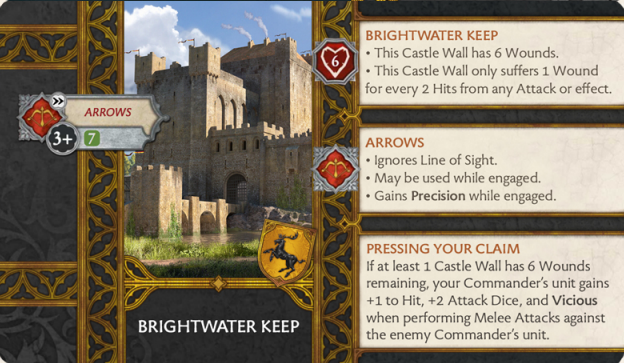 BRIGHTWATER KEEP
6
• This Castle Wall has 6 Wounds.
• This Castle Wall only suffers 1 Wound
for every 2 Hits from any Attack or effect.
ARROWS
3+
7
ARROWS
• Ignores Line of Sight.
• May be used while engaged.
• Gains Precision while engaged.
PRESSING YOUR CLAIM
If at least 1 Castle Wall has 6 Wounds
remaining, your Commander's unit gains
+1 to Hit, +2 Attack Dice, and Vicious
when performing Melee Attacks against
the enemy Commander's unit.
BRIGHTWATER KEEP